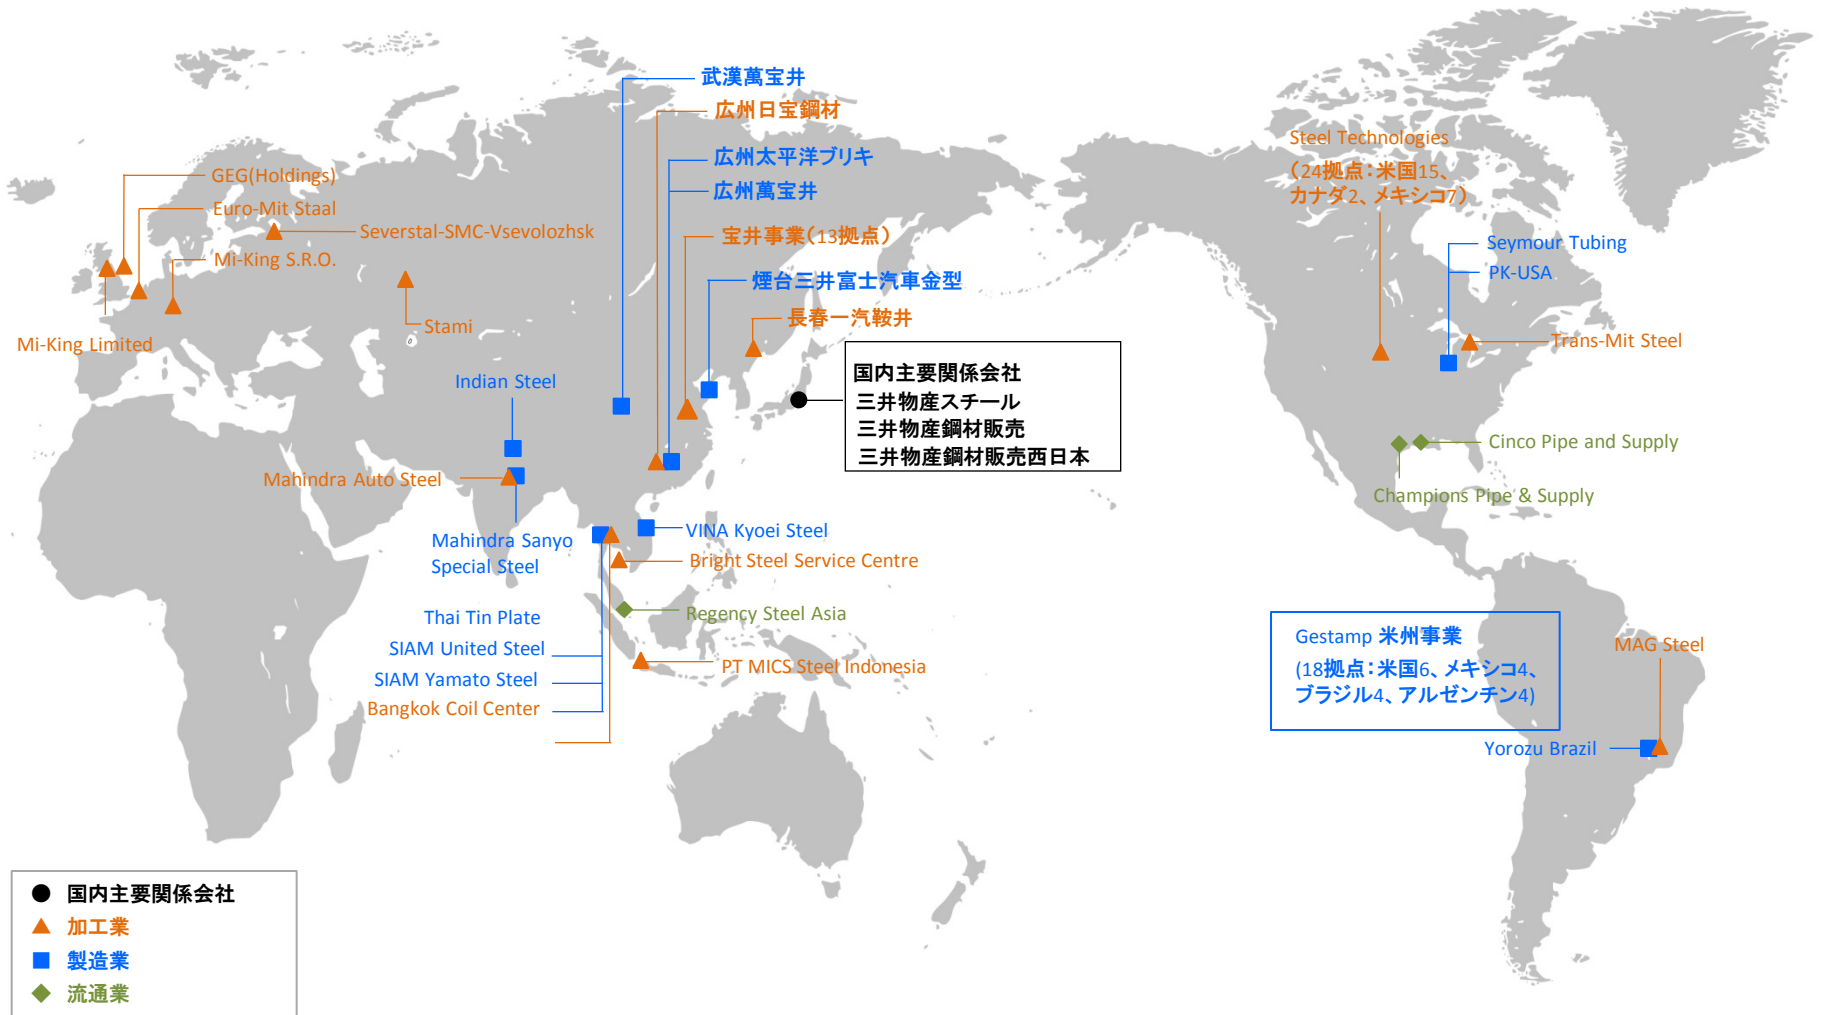 武漢萬宝井
広州日宝鋼材
広州太平洋ブリキ
広州萬宝井
宝井事業(13拠点)
煙台三井富士汽車金型
長春一汽鞍井
GEG(Holdings)
Euro-Mit Staal
Severstal-SMC-Vsevolozhsk
Mi-King S.R.O.
Stami
Mi-King Limited
Indian Steel
Mahindra Auto Steel
Mahindra Sanyo
Special Steel
国内主要関係会社
三井物産スチール
三井物産鋼材販売
三井物産鋼材販売西日本
VINA Kyoei Steel
Bright Steel Service Centre
Regency Steel Asia
PT MICS Steel Indonesia
Thai Tin Plate
SIAM United Steel
SIAM Yamato Steel
Bangkok Coil Center
Steel Technologies
(24拠点:米国15、
カナダ2、メキシコ7)
Seymour Tubing
PK-USA
Trans-Mit Steel
Cinco Pipe and Supply
Champions Pipe & Supply
Gestamp 米州事業
(18拠点:米国6、メキシコ4、
ブラジル4、アルゼンチン4)
MAG Steel
Yorozu Brazil
国内主要関係会社
加工業
製造業
流通業